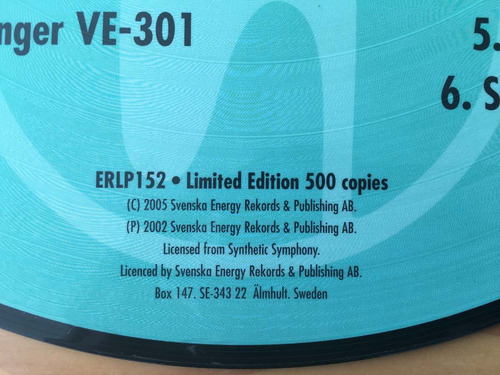 nger VE-301
5.
6. S
ERLP152 • Limited Edition 500 copies
(C) 2005 Svenska Energy Rekords & Publishing AB.
(P) 2002 Svenska Energy Rekords & Publishing AB.
Licensed from Synthetic Symphony.
Licenced by Svenska Energy Rekords & Publishing AB.
Box 147. SE-343 22 Älmhult. Sweden